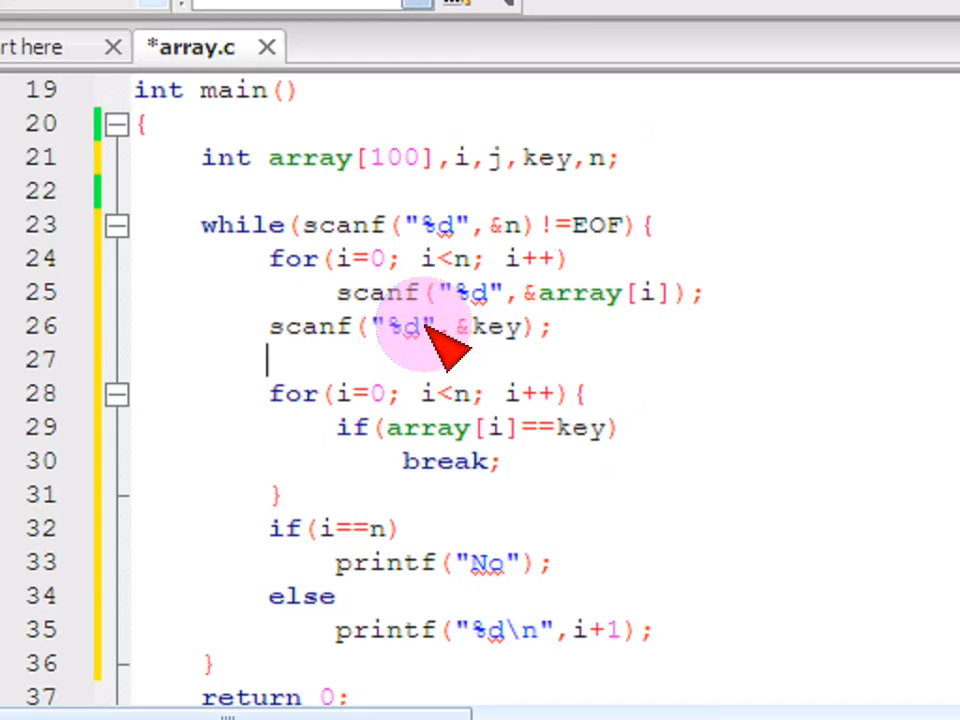 rt here
*array.c
19 int main()
20 {
21 int array[100],i,j,key,n;
22
23 while(scanf("%d",&n)!=EOF){
24 for(i=0; i<n; i++)
25 scanf("%d",&array[i]);
26 scanf("%d",&key);
27
28 for(i=0; i<n; i++){
29 if(array[i]==key)
30 break;
31 }
32 if(i==n)
33 printf("No");
34 else
35 printf("%d\n",i+1);
36 }
37 return 0;